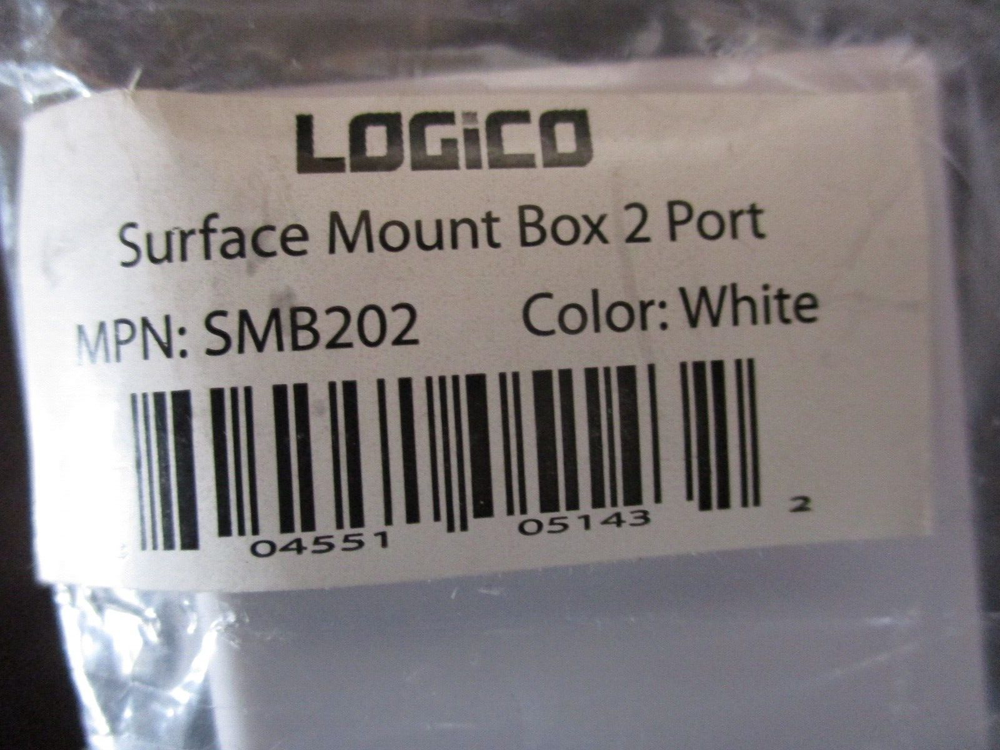 LOGiCO
Surface Mount Box 2 Port
MPN: SMB202 Color: White
04551 05143 2